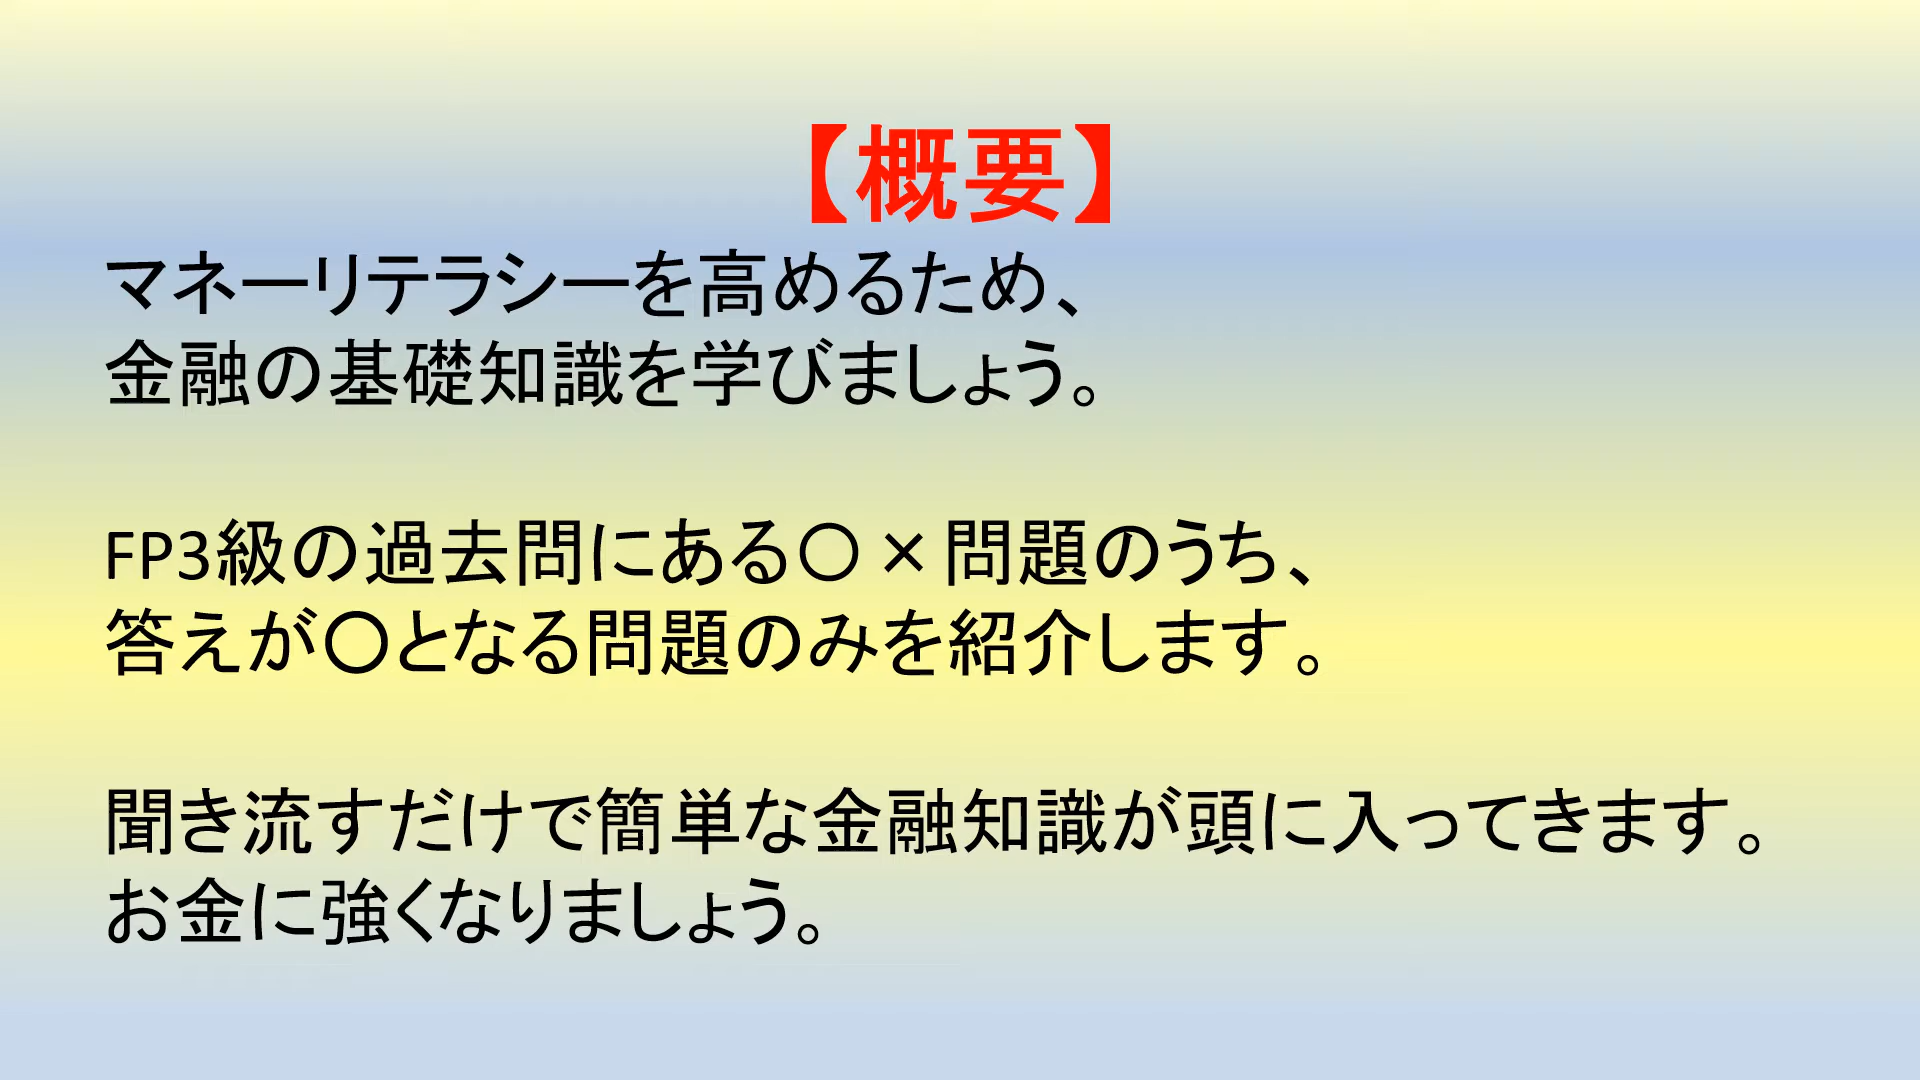 【概要】
マネーリテラシーを高めるため、
金融の基礎知識を学びましょう。
FP3級の過去問にある〇×問題のうち、
答えが〇となる問題のみを紹介します。
聞き流すだけで簡単な金融知識が頭に入ってきます。
お金に強くなりましょう。